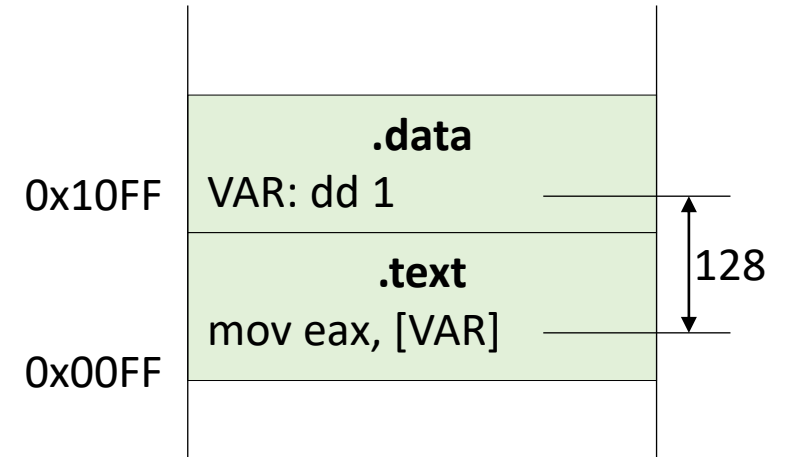 .data
0x10FF
VAR: dd 1
128
.text
mov eax, [VAR]
0x00FF